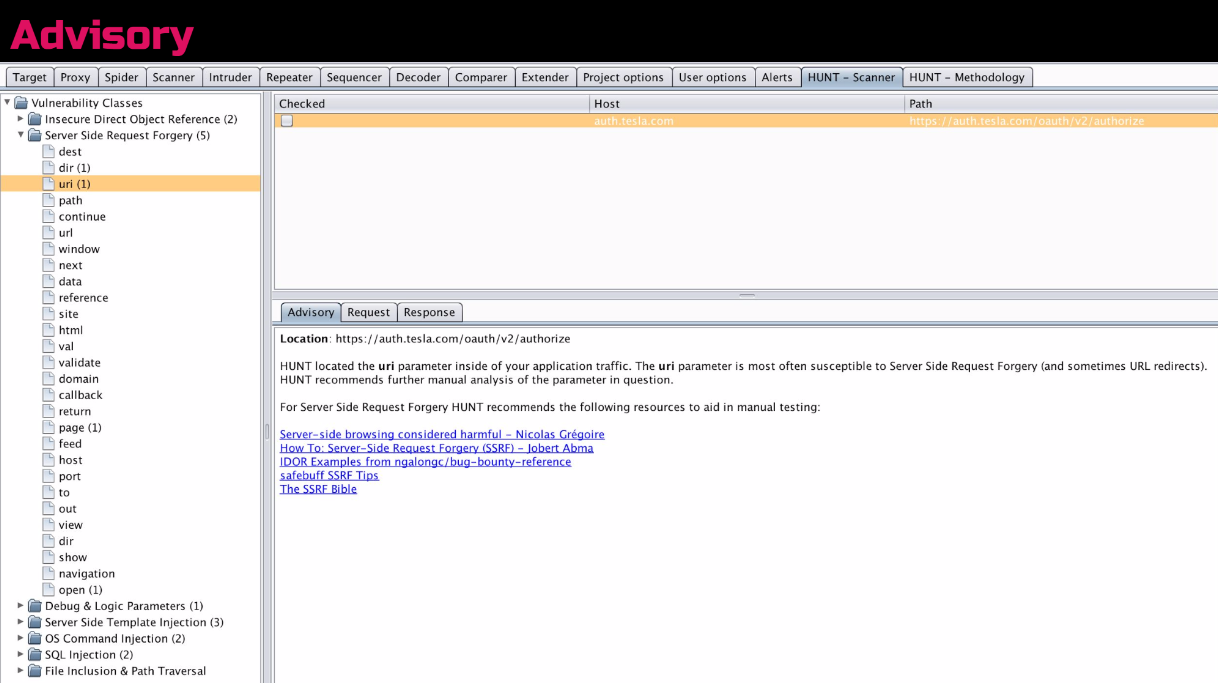 Advisory
Target Proxy Spider Scanner Intruder Repeater Sequencer Decoder Comparer Extender Project options User options Alerts HUNT – Scanner HUNT – Methodology
Vulnerability Classes
Insecure Direct Object Reference (2)
Server Side Request Forgery (5)
dest
dir (1)
uri (1)
path
continue
url
window
next
data
reference
site
html
val
validate
domain
callback
return
page (1)
feed
host
port
to
out
view
dir
show
navigation
open (1)
Debug & Logic Parameters (1)
Server Side Template Injection (3)
OS Command Injection (2)
SQL Injection (2)
File Inclusion & Path Traversal
Checked Host Path
auth.tesla.com https://auth.tesla.com/oauth/v2/authorize
Advisory Request Response
Location: https://auth.tesla.com/oauth/v2/authorize
HUNT located the uri parameter inside of your application traffic. The uri parameter is most often susceptible to Server Side Request Forgery (and sometimes URL redirects).
HUNT recommends further manual analysis of the parameter in question.
For Server Side Request Forgery HUNT recommends the following resources to aid in manual testing:
Server-side browsing considered harmful – Nicolas Grégoire
How To: Server-Side Request Forgery (SSRF) – Jobert Abma
IDOR Examples from ngalongc/bug-bounty-reference
safebuff SSRF Tips
The SSRF Bible